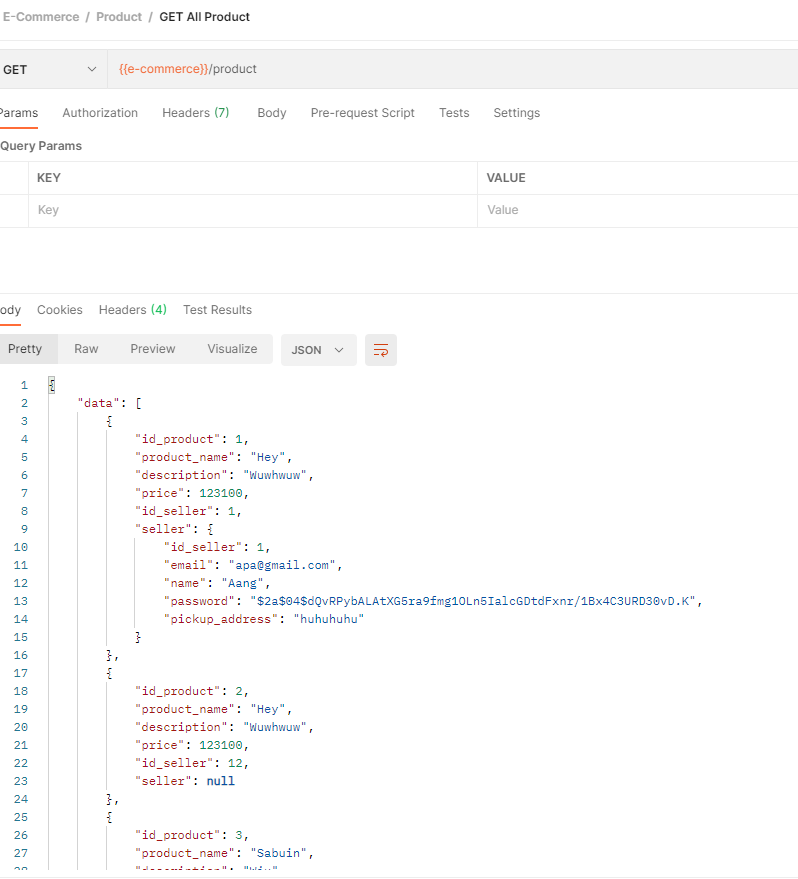 E-Commerce / Product / GET All Product
GET {{e-commerce}}/product
Params Authorization Headers (7) Body Pre-request Script Tests Settings
Query Params
KEY VALUE
Key Value
ody Cookies Headers (4) Test Results
Pretty Raw Preview Visualize JSON
1 {
2 "data": [
3 {
4 "id_product": 1,
5 "product_name": "Hey",
6 "description": "Wuwhwuw",
7 "price": 123100,
8 "id_seller": 1,
9 "seller": {
10 "id_seller": 1,
11 "email": "apa@gmail.com",
12 "name": "Aang",
13 "password": "$2a$04$dQvRPybALAtXG5ra9fmg1OLn5IalcGDtdFxnr/1Bx4C3URD30vD.K",
14 "pickup_address": "huhuhuhu"
15 }
16 },
17 {
18 "id_product": 2,
19 "product_name": "Hey",
20 "description": "Wuwhwuw",
21 "price": 123100,
22 "id_seller": 12,
23 "seller": null
24 },
25 {
26 "id_product": 3,
27 "product_name": "Sabuin",
28 "description":